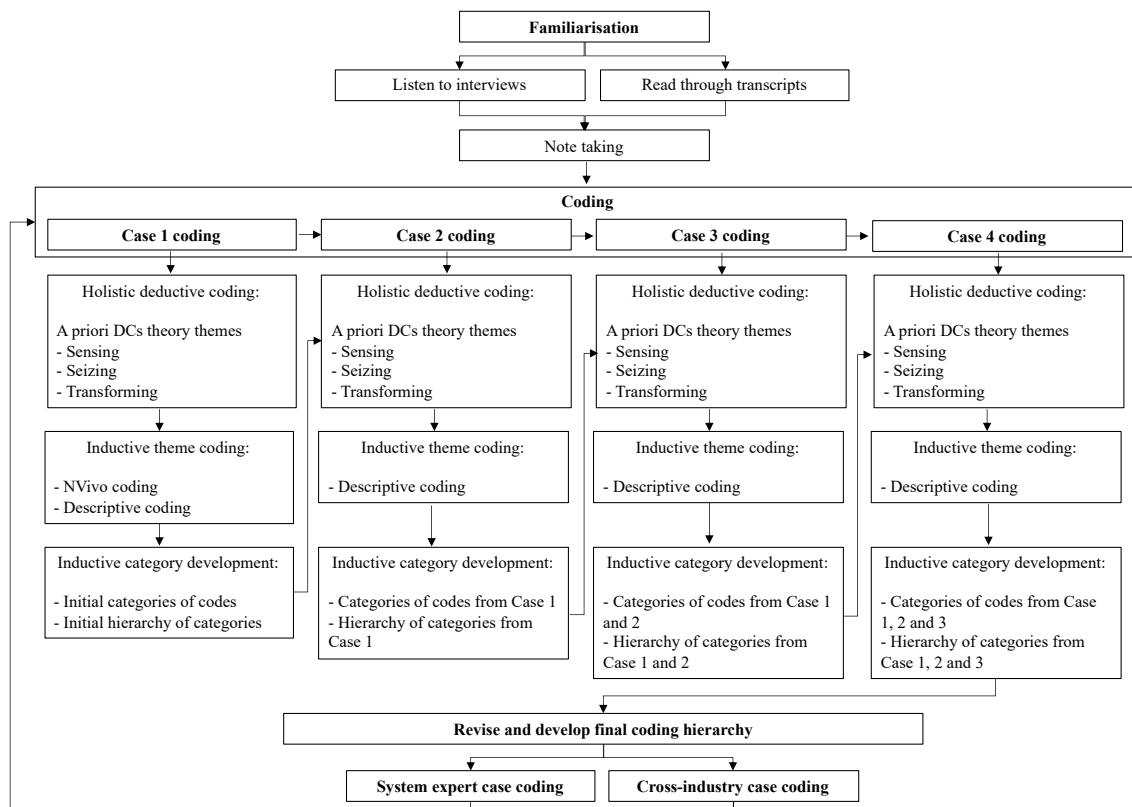 Familiarisation
Listen to interviews
Read through transcripts
Note taking
Coding
Case 1 coding
Case 2 coding
Case 3 coding
Case 4 coding
Holistic deductive coding:
A priori DCs theory themes
- Sensing
- Seizing
- Transforming
Holistic deductive coding:
A priori DCs theory themes
- Sensing
- Seizing
- Transforming
Holistic deductive coding:
A priori DCs theory themes
- Sensing
- Seizing
- Transforming
Holistic deductive coding:
A priori DCs theory themes
- Sensing
- Seizing
- Transforming
Inductive theme coding:
- NVivo coding
- Descriptive coding
Inductive theme coding:
- Descriptive coding
Inductive theme coding:
- Descriptive coding
Inductive theme coding:
- Descriptive coding
Inductive category development:
- Initial categories of codes
- Initial hierarchy of categories
Inductive category development:
- Categories of codes from Case 1
- Hierarchy of categories from
Case 1
Inductive category development:
- Categories of codes from Case 1
and 2
- Hierarchy of categories from
Case 1 and 2
Inductive category development:
- Categories of codes from Case
1, 2 and 3
- Hierarchy of categories from
Case 1, 2 and 3
Revise and develop final coding hierarchy
System expert case coding
Cross-industry case coding